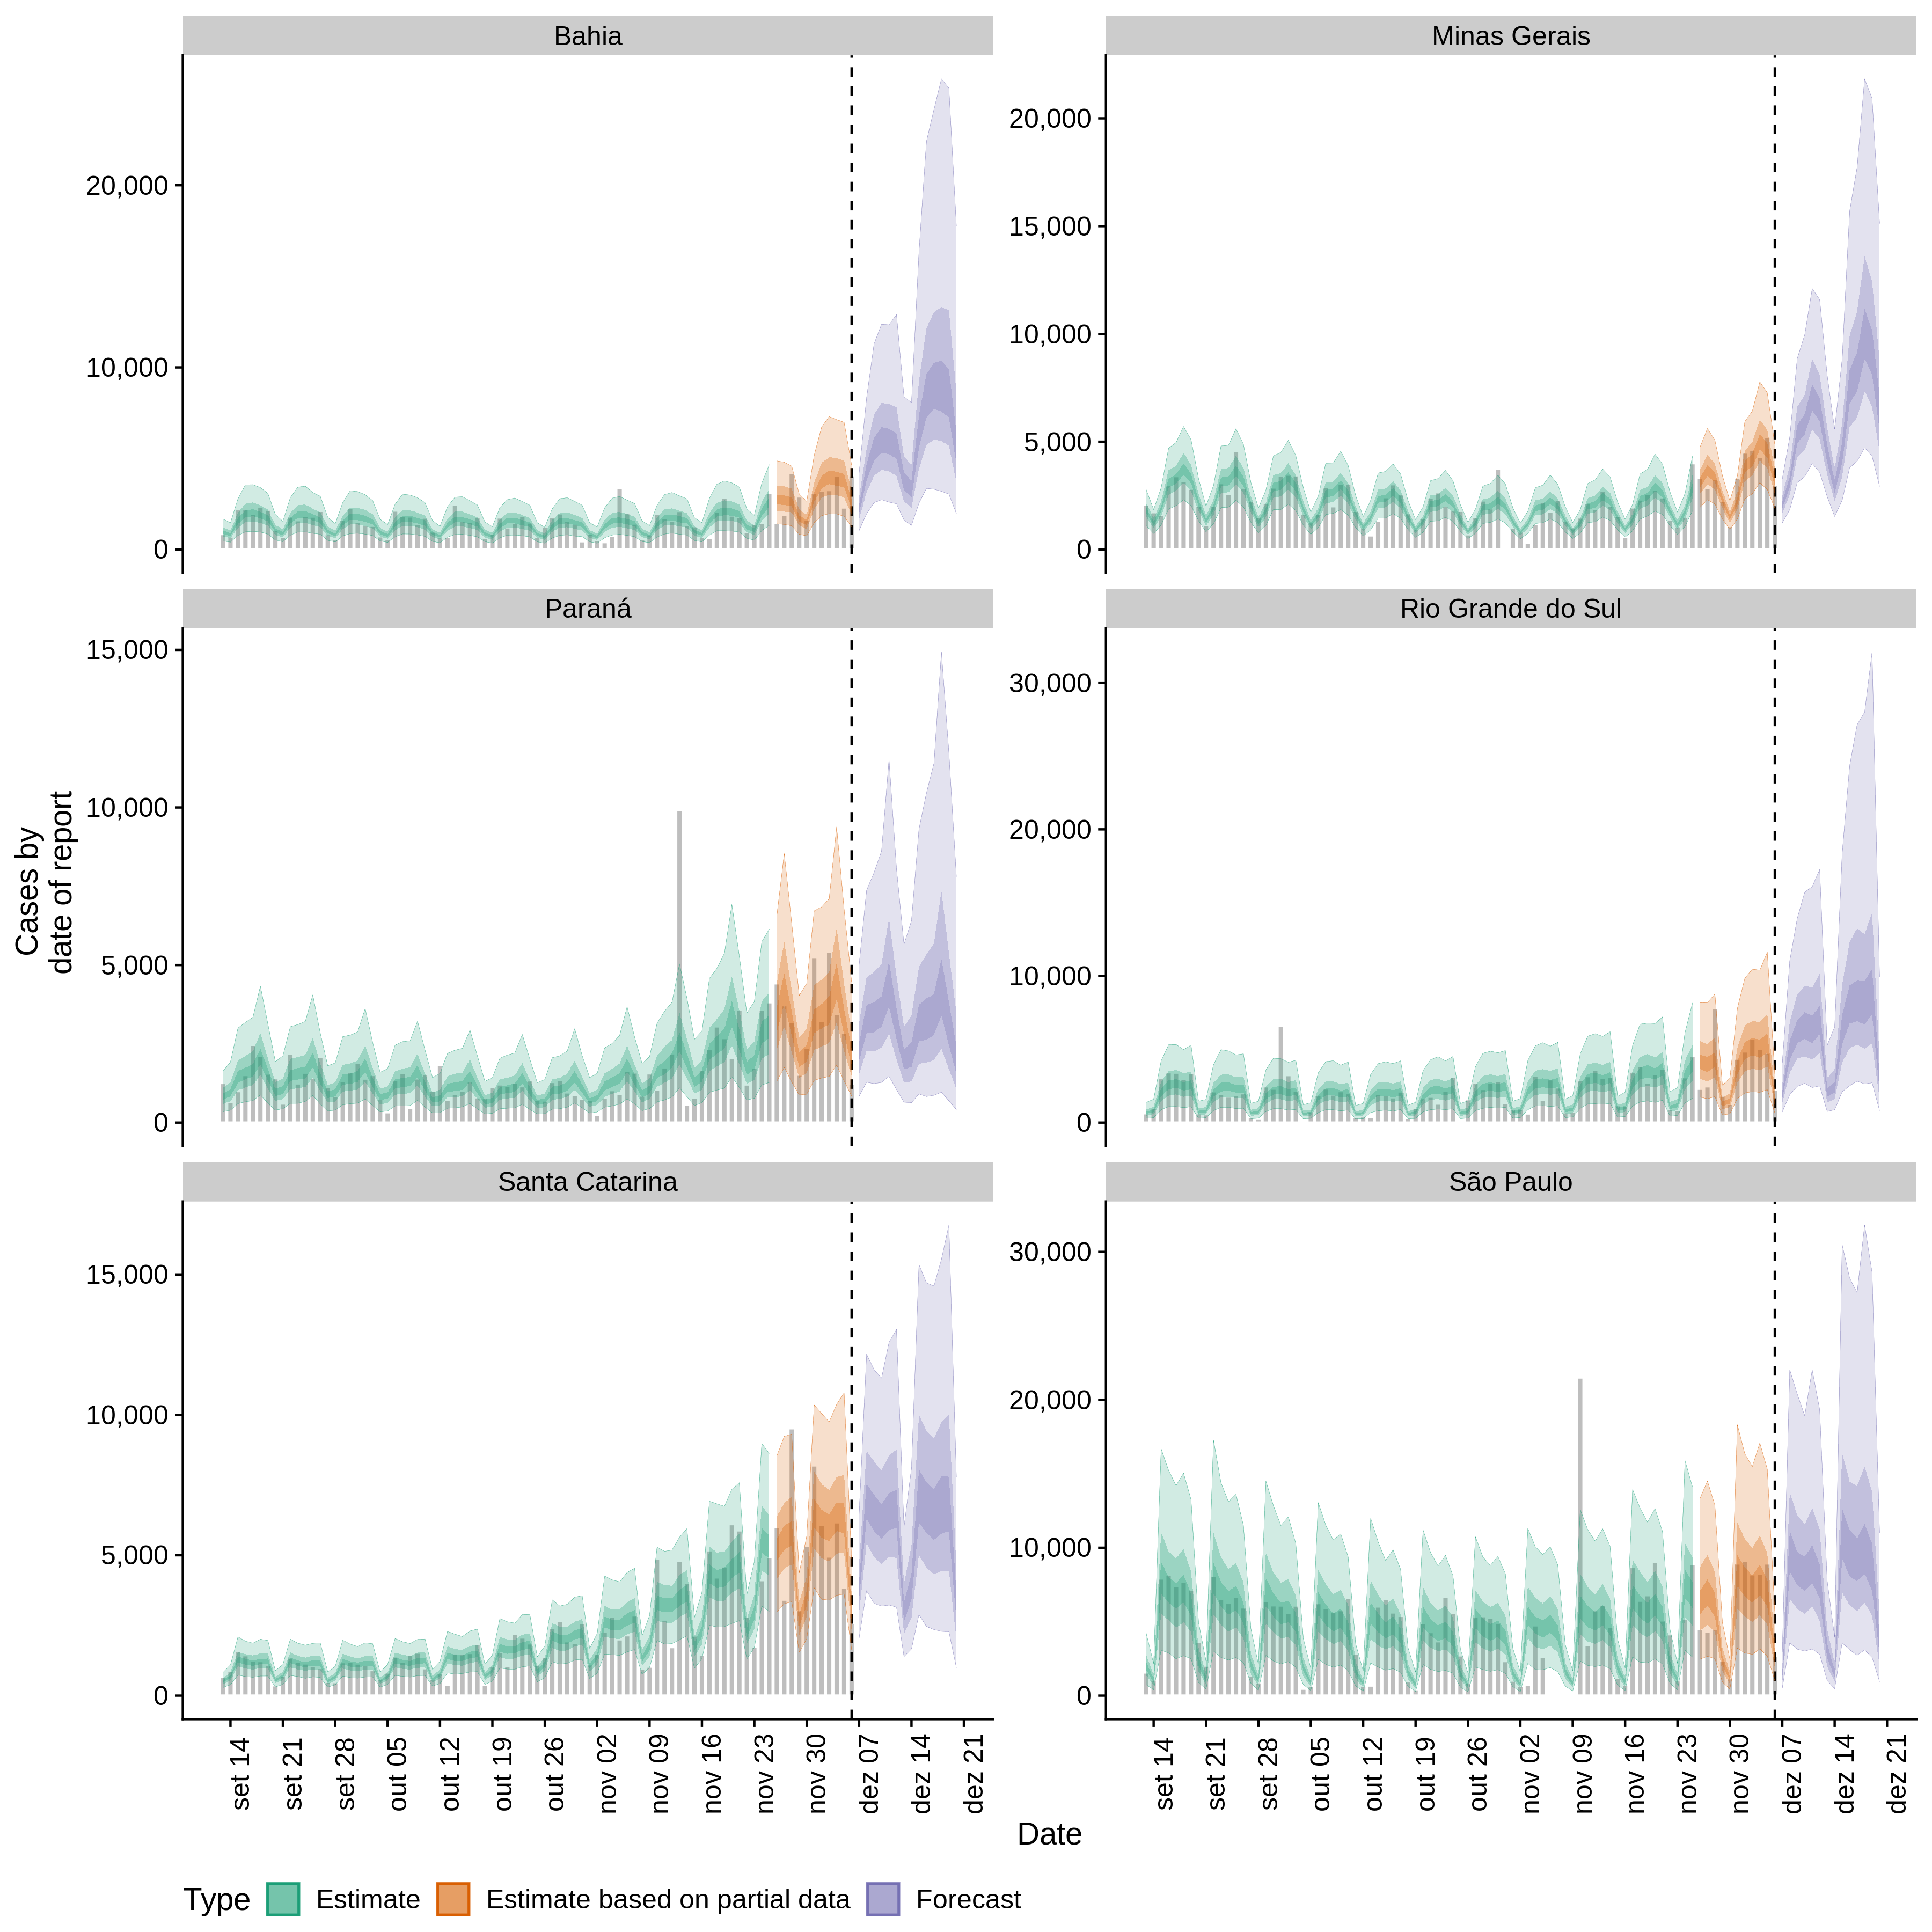 Bahia
Minas Gerais
20,000
10,000
0
20,000
15,000
10,000
5,000
0
Paraná
Rio Grande do Sul
15,000
10,000
5,000
0
30,000
20,000
10,000
0
Cases by
date of report
Santa Catarina
São Paulo
15,000
10,000
5,000
0
30,000
20,000
10,000
0
set 14
set 21
set 28
out 05
out 12
out 19
out 26
nov 02
nov 09
nov 16
nov 23
nov 30
dez 07
dez 14
dez 21
set 14
set 21
set 28
out 05
out 12
out 19
out 26
nov 02
nov 09
nov 16
nov 23
nov 30
dez 07
dez 14
dez 21
Date
Type Estimate Estimate based on partial data Forecast